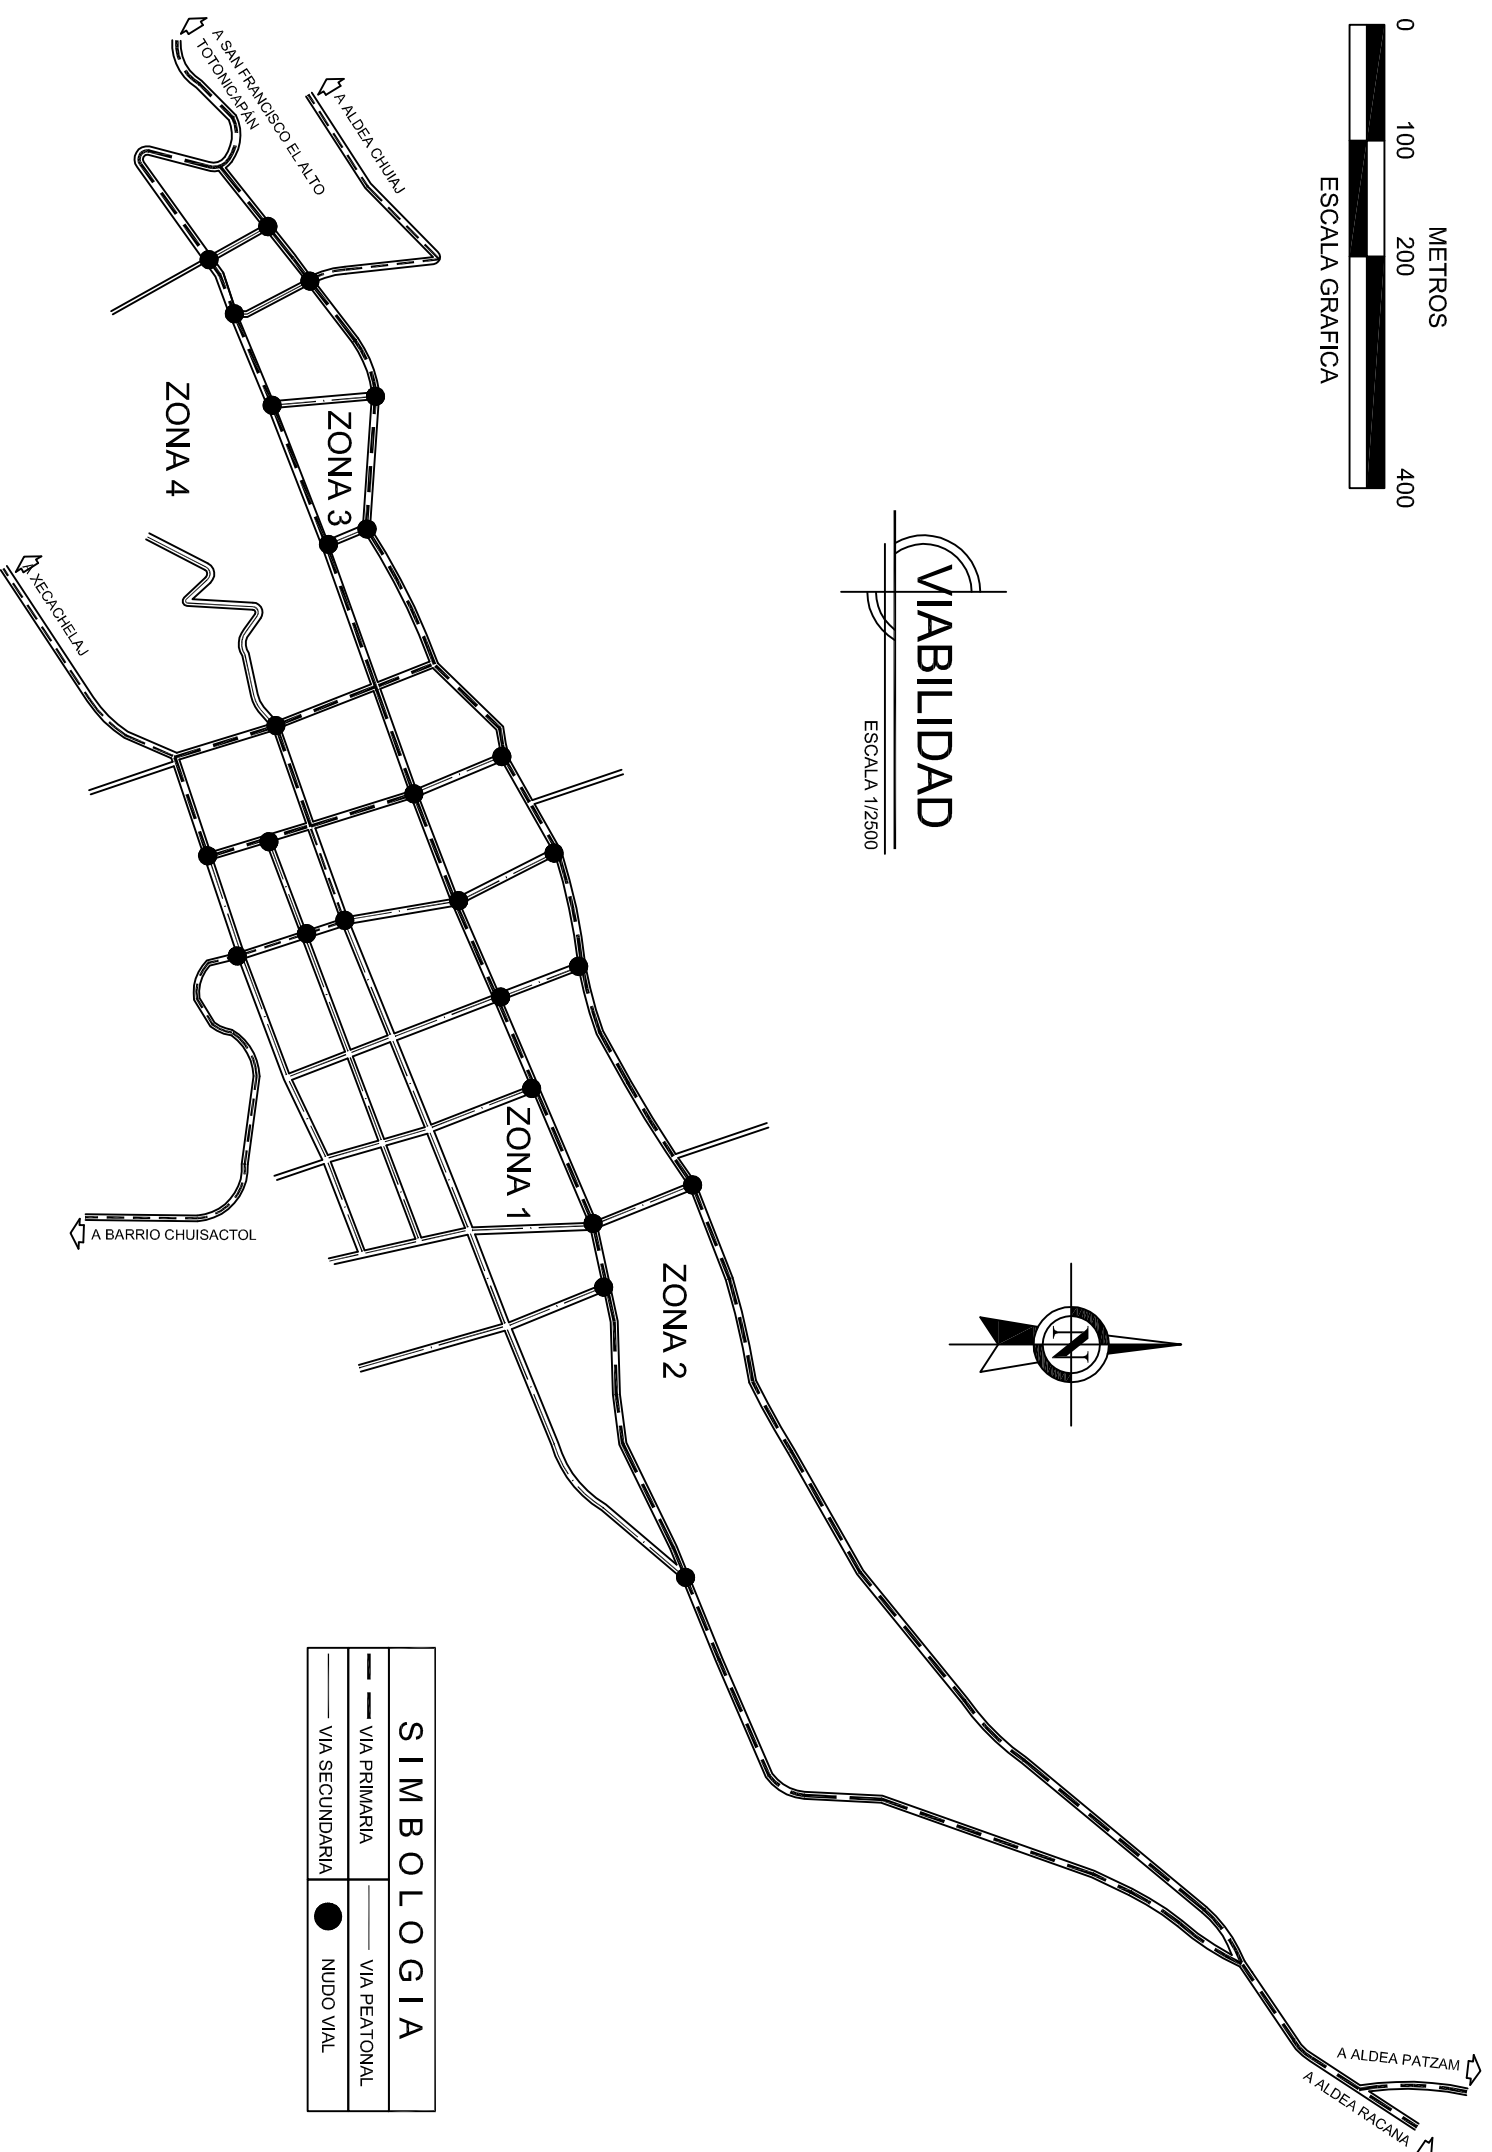 0
100
200
400
METROS
ESCALA GRAFICA
A SAN FRANCISCO EL ALTO
TOTONICAPÁN
A ALDEA CHUIAJ
ZONA 4
ZONA 3
VIABILIDAD
ESCALA 1/2500
A XECACHELAJ
ZONA 1
ZONA 2
A BARRIO CHUISACTOL
N
SIMBOLOGIA
VIA PRIMARIA
VIA PEATONAL
VIA SECUNDARIA
NUDO VIAL
A ALDEA PATZAM
A ALDEA RACANA